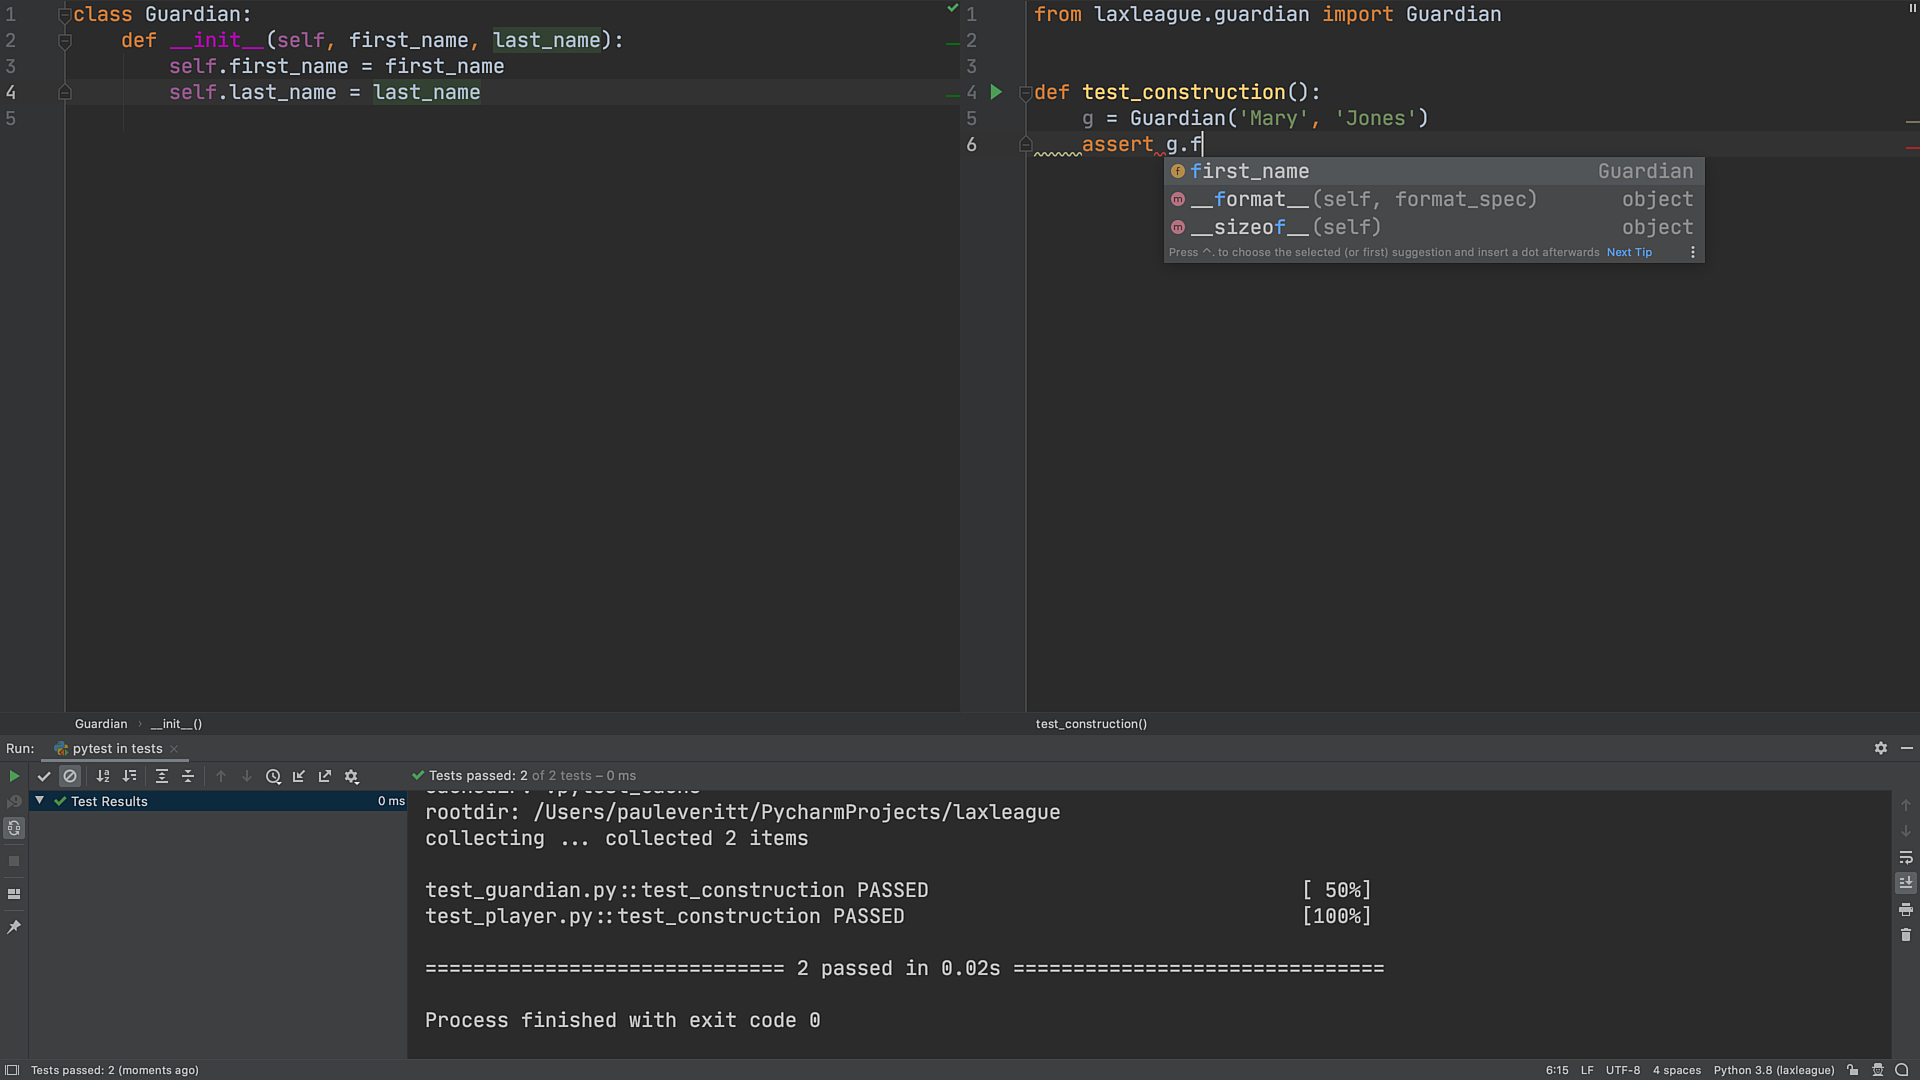 1 class Guardian:
2 def __init__(self, first_name, last_name):
3 self.first_name = first_name
4 self.last_name = last_name
5
1 from laxleague.guardian import Guardian
2
3
4 def test_construction():
5 g = Guardian('Mary', 'Jones')
6 assert g.f
first_name Guardian
__format__(self, format_spec) object
__sizeof__(self) object
Press ^. to choose the selected (or first) suggestion and insert a dot afterwards Next Tip
Guardian › __init__()
test_construction()
Run: pytest in tests
Tests passed: 2 of 2 tests – 0 ms
Test Results 0 ms
cachedir: .pytest_cache
rootdir: /Users/pauleveritt/PycharmProjects/laxleague
collecting ... collected 2 items
test_guardian.py::test_construction PASSED [ 50%]
test_player.py::test_construction PASSED [100%]
============================== 2 passed in 0.02s ===============================
Process finished with exit code 0
Tests passed: 2 (moments ago)
6:15 LF UTF-8 4 spaces Python 3.8 (laxleague)